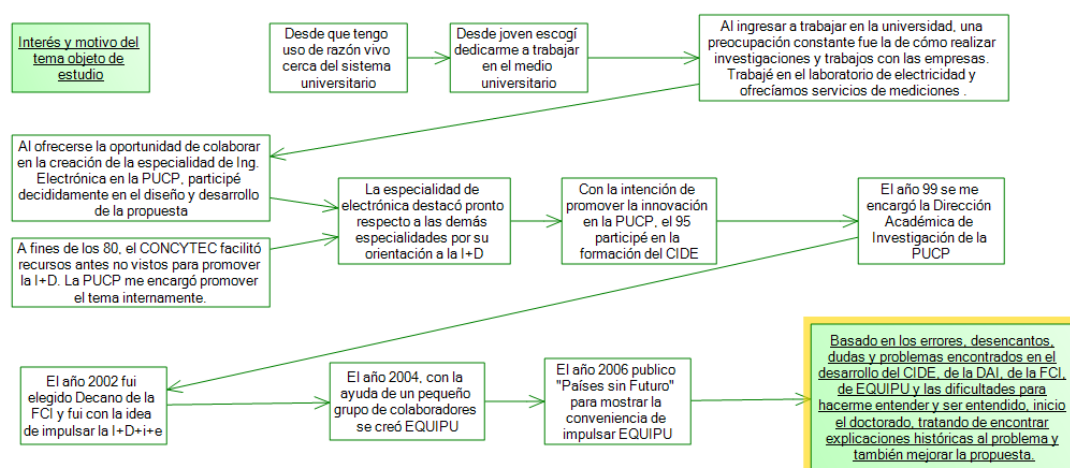 Interés y motivo del
tema objeto de
estudio
Desde que tengo
uso de razón vivo
cerca del sistema
universitario
Desde joven escogí
dedicarme a trabajar
en el medio
universitario
Al ingresar a trabajar en la universidad, una
preocupación constante fue la de cómo realizar
investigaciones y trabajos con las empresas.
Trabajé en el laboratorio de electricidad y
ofrecíamos servicios de mediciones .
Al ofrecerse la oportunidad de colaborar
en la creación de la especialidad de Ing.
Electrónica en la PUCP, participé
decididamente en el diseño y desarrollo
de la propuesta
A fines de los 80, el CONCYTEC facilitó
recursos antes no vistos para promover
la I+D. La PUCP me encargó promover
el tema internamente.
La especialidad de
electrónica destacó pronto
respecto a las demás
especialidades por su
orientación a la I+D
Con la intención de
promover la innovación
en la PUCP, el 95
participé en la
formación del CIDE
El año 99 se me
encargó la Dirección
Académica de
Investigación de la
PUCP
El año 2002 fui
elegido Decano de la
FCI y fui con la idea
de impulsar la I+D+i+e
El año 2004, con la
ayuda de un pequeño
grupo de colaboradores
se creó EQUIPU
El año 2006 publico
"Países sin Futuro"
para mostrar la
conveniencia de
impulsar EQUIPU
Basado en los errores, desencantos,
dudas y problemas encontrados en el
desarrollo del CIDE, de la DAI, de la FCI,
de EQUIPU y las dificultades para
hacerme entender y ser entendido, inicio
el doctorado, tratando de encontrar
explicaciones históricas al problema y
también mejorar la propuesta.